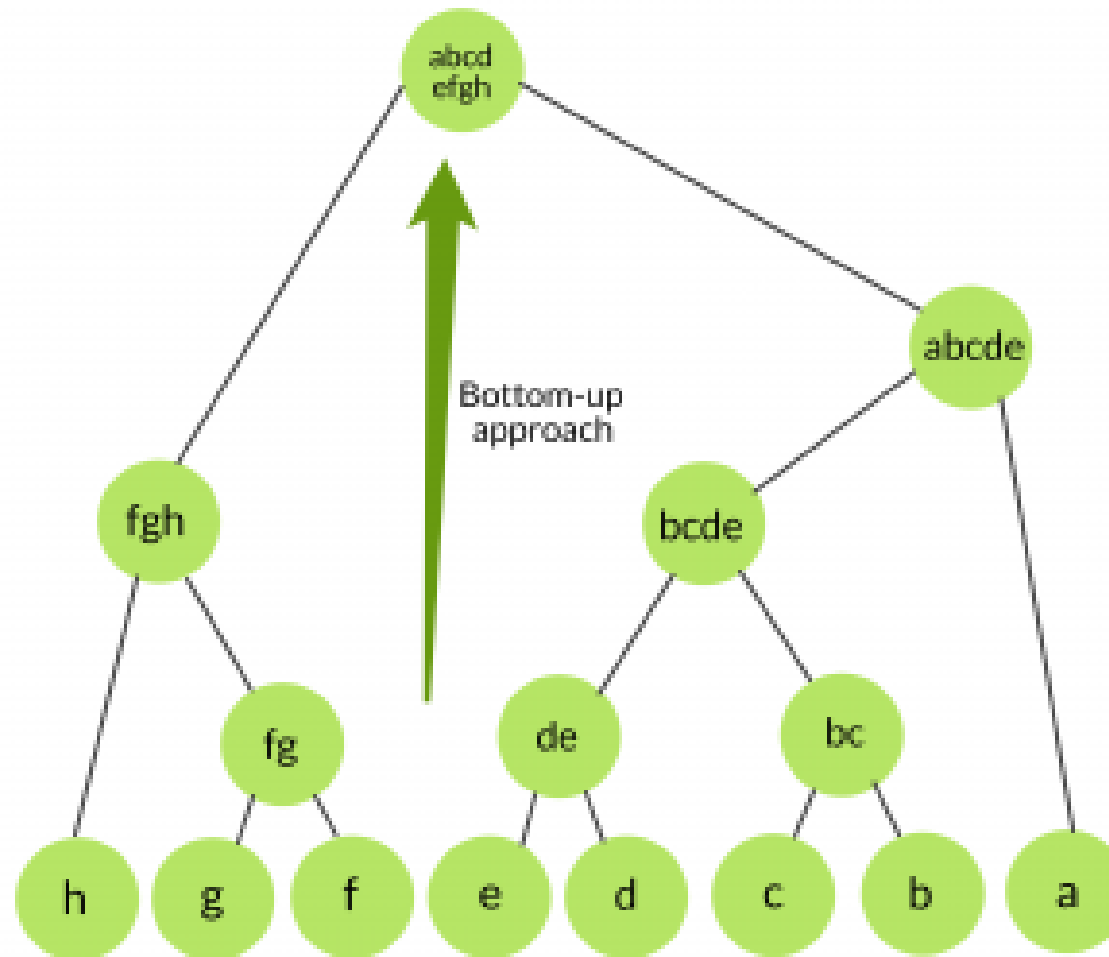 abcd
efgh
abcde
Bottom-up
approach
fgh
bcde
fg
de
bc
h
g
f
e
d
c
b
a